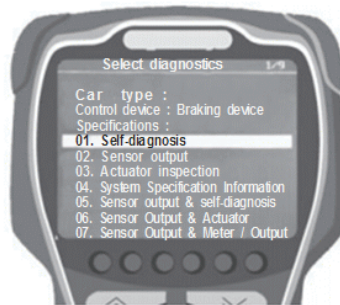 Select diagnostics 1/9
Car type :
Control device : Braking device
Specifications :
01. Self-diagnosis
02. Sensor output
03. Actuator inspection
04. System Specification Information
05. Sensor output & self-diagnosis
06. Sensor Output & Actuator
07. Sensor Output & Meter / Output